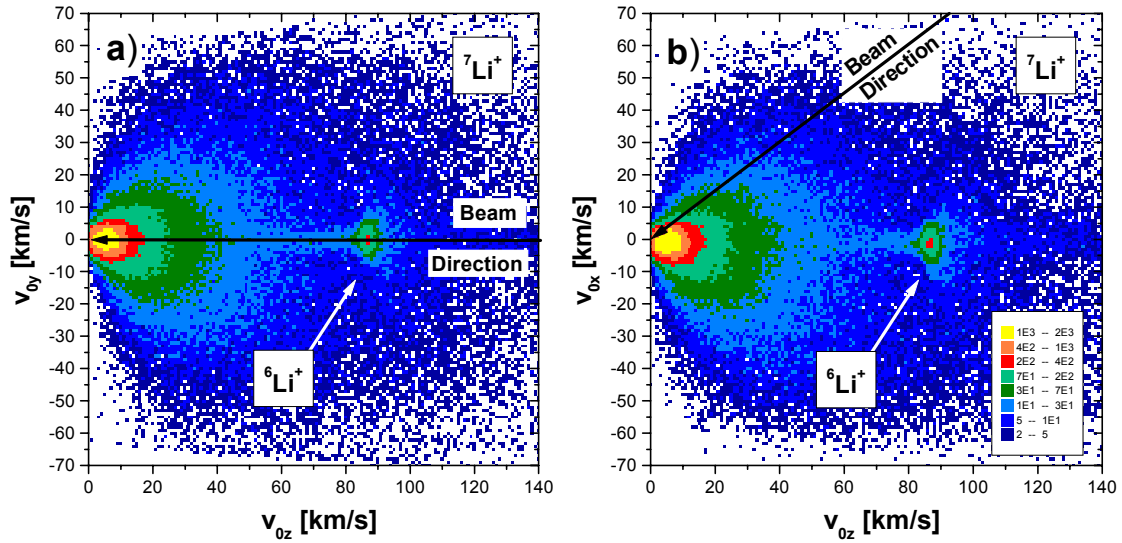 a)
⁷Li⁺
70
60
50
40
30
20
10
0
-10
-20
-30
-40
-50
-60
-70
v0y [km/s]
Beam
Direction
⁶Li⁺
0 20 40 60 80 100 120 140
v0z [km/s]
b)
Beam
Direction
⁷Li⁺
70
60
50
40
30
20
10
0
-10
-20
-30
-40
-50
-60
-70
v0x [km/s]
⁶Li⁺
1E3 -- 2E3
4E2 -- 1E3
2E2 -- 4E2
7E1 -- 2E2
3E1 -- 7E1
1E1 -- 3E1
5 -- 1E1
2 -- 5
0 20 40 60 80 100 120 140
v0z [km/s]